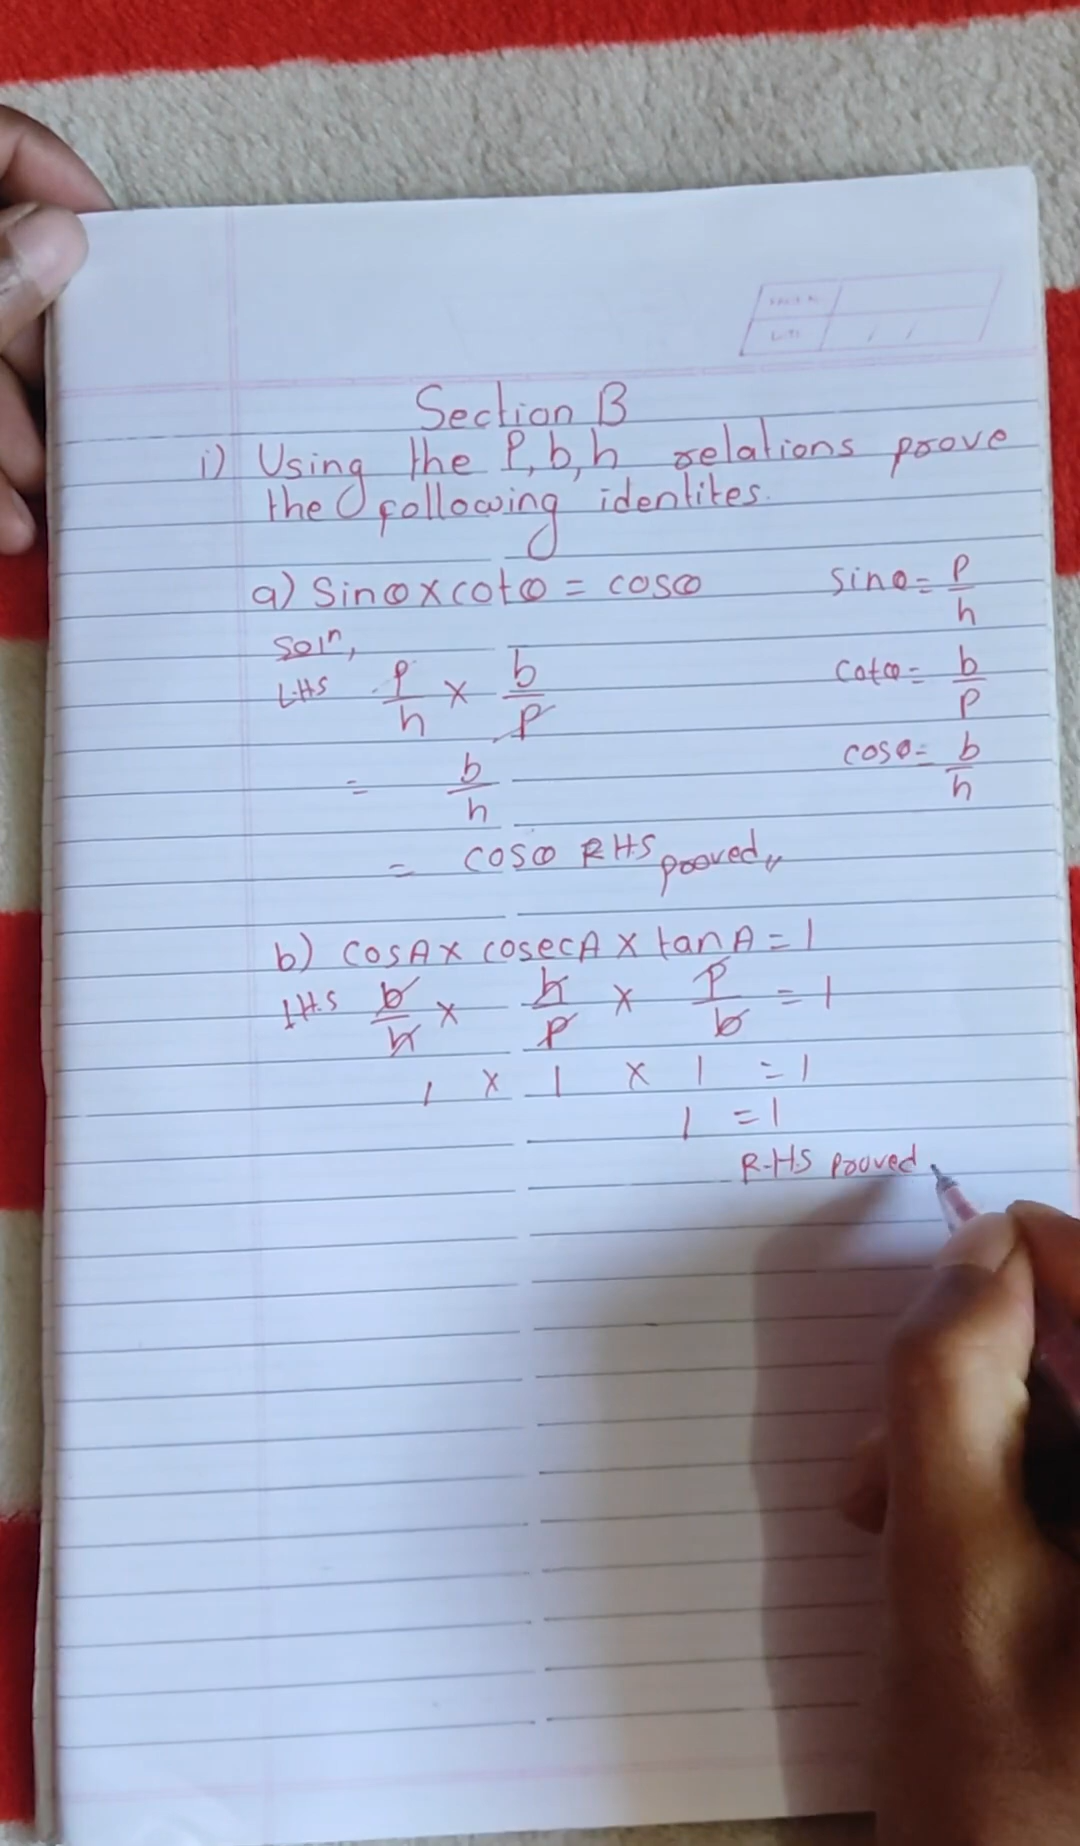 Section B
i) Using the P, b, h relations prove
the following identites.
a) Sinθ x cotθ = cosθ
Sinθ = P/h
Solⁿ,
LHS P/h x b/P
cotθ = b/P
= b/h
cosθ = b/h
= cosθ RHS proved,,
b) cosA x cosecA x tanA = 1
LHS b/h x h/P x P/b = 1
1 x 1 x 1 = 1
1 = 1
R.H.S proved